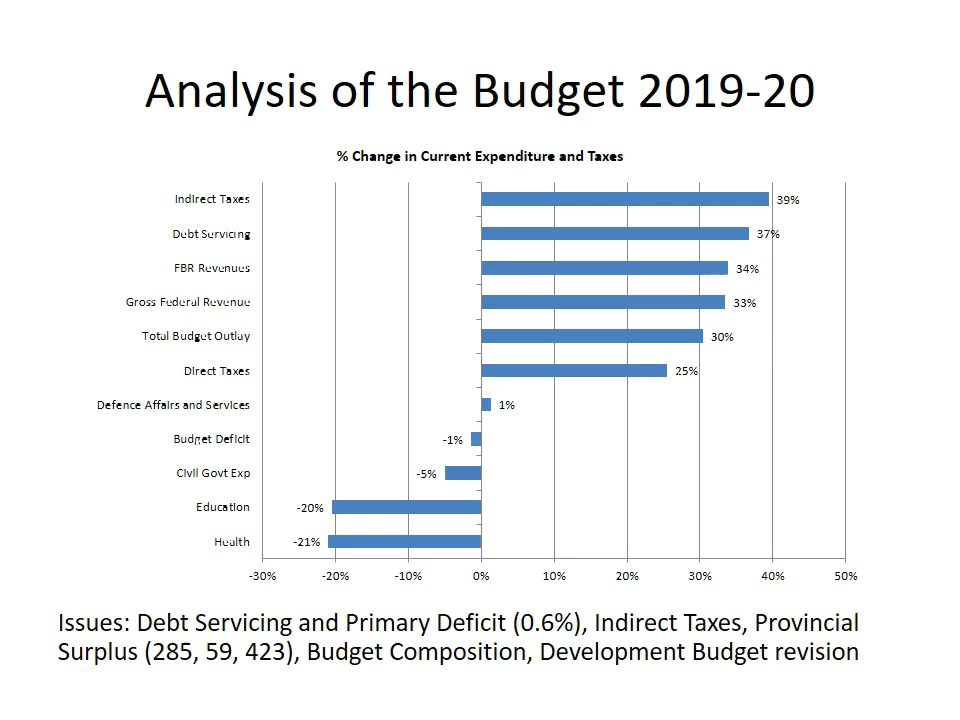 Analysis of the Budget 2019-20
% Change in Current Expenditure and Taxes
Indirect Taxes 39%
Debt Servicing 37%
FBR Revenues 34%
Gross Federal Revenue 33%
Total Budget Outlay 30%
Direct Taxes 25%
Defence Affairs and Services 1%
Budget Deficit -1%
Civil Govt Exp -5%
Education -20%
Health -21%
-30% -20% -10% 0% 10% 20% 30% 40% 50%
Issues: Debt Servicing and Primary Deficit (0.6%), Indirect Taxes, Provincial
Surplus (285, 59, 423), Budget Composition, Development Budget revision